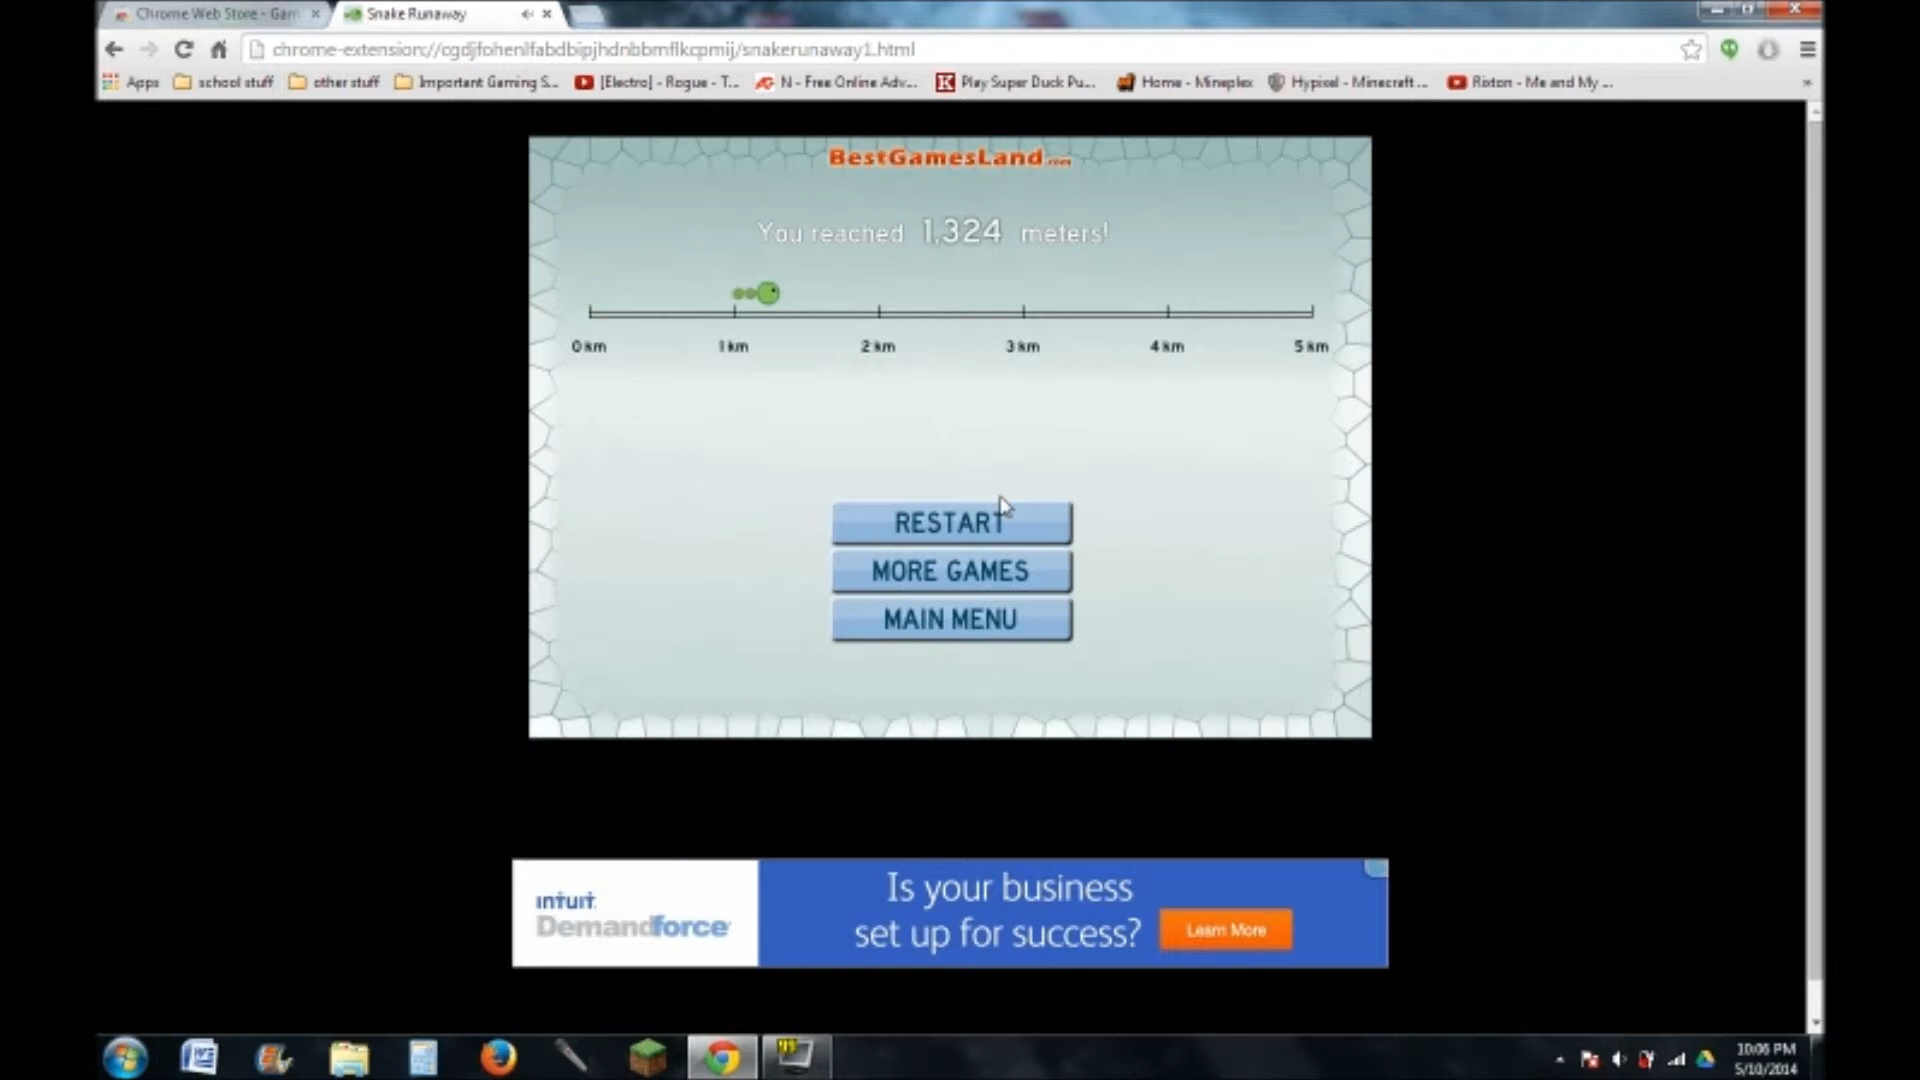 Chrome Web Store - Gam
Snake Runaway
chrome-extension://cgdjfohenlfabdbipjhdnbbmflkcpmij/snakerunaway1.html
Apps school stuff other stuff Important Gaming S... [Electro] - Rogue - T... N - Free Online Adv... Play Super Duck Pu... Home - Mineplex Hypixel - Minecraft ... Rixton - Me and My ... »
BestGamesLand.com
You reached 1,324 meters!
0 km 1 km 2 km 3 km 4 km 5 km
RESTART
MORE GAMES
MAIN MENU
intuit
Demandforce
Is your business
set up for success?
Learn More
10:06 PM
5/10/2014